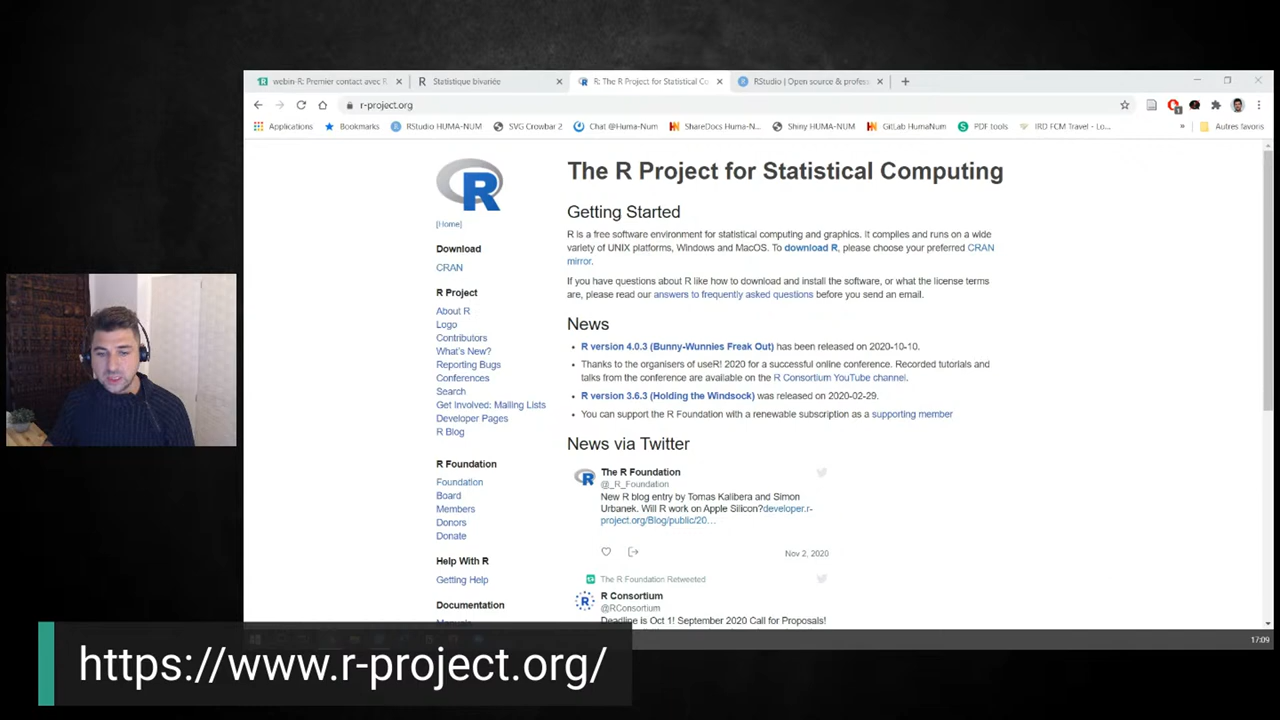 webin-R: Premier contact avec R
Statistique bivariée
R: The R Project for Statistical Co
RStudio | Open source & profes
r-project.org
Applications
Bookmarks
RStudio HUMA-NUM
SVG Crowbar 2
Chat @Huma-Num
ShareDocs Huma-N...
Shiny HUMA-NUM
GitLab HumaNum
PDF tools
IRD FCM Travel - Lo...
»
Autres favoris
R
[Home]
Download
CRAN
R Project
About R
Logo
Contributors
What's New?
Reporting Bugs
Conferences
Search
Get Involved: Mailing Lists
Developer Pages
R Blog
R Foundation
Foundation
Board
Members
Donors
Donate
Help With R
Getting Help
Documentation
The R Project for Statistical Computing
Getting Started
R is a free software environment for statistical computing and graphics. It compiles and runs on a wide
variety of UNIX platforms, Windows and MacOS. To download R, please choose your preferred CRAN
mirror.
If you have questions about R like how to download and install the software, or what the license terms
are, please read our answers to frequently asked questions before you send an email.
News
• R version 4.0.3 (Bunny-Wunnies Freak Out) has been released on 2020-10-10.
• Thanks to the organisers of useR! 2020 for a successful online conference. Recorded tutorials and
talks from the conference are available on the R Consortium YouTube channel.
• R version 3.6.3 (Holding the Windsock) was released on 2020-02-29.
• You can support the R Foundation with a renewable subscription as a supporting member
News via Twitter
The R Foundation
@_R_Foundation
New R blog entry by Tomas Kalibera and Simon
Urbanek. Will R work on Apple Silicon?developer.r-
project.org/Blog/public/20...
Nov 2, 2020
The R Foundation Retweeted
R Consortium
@RConsortium
Deadline is Oct 1! September 2020 Call for Proposals!
17:09
https://www.r-project.org/